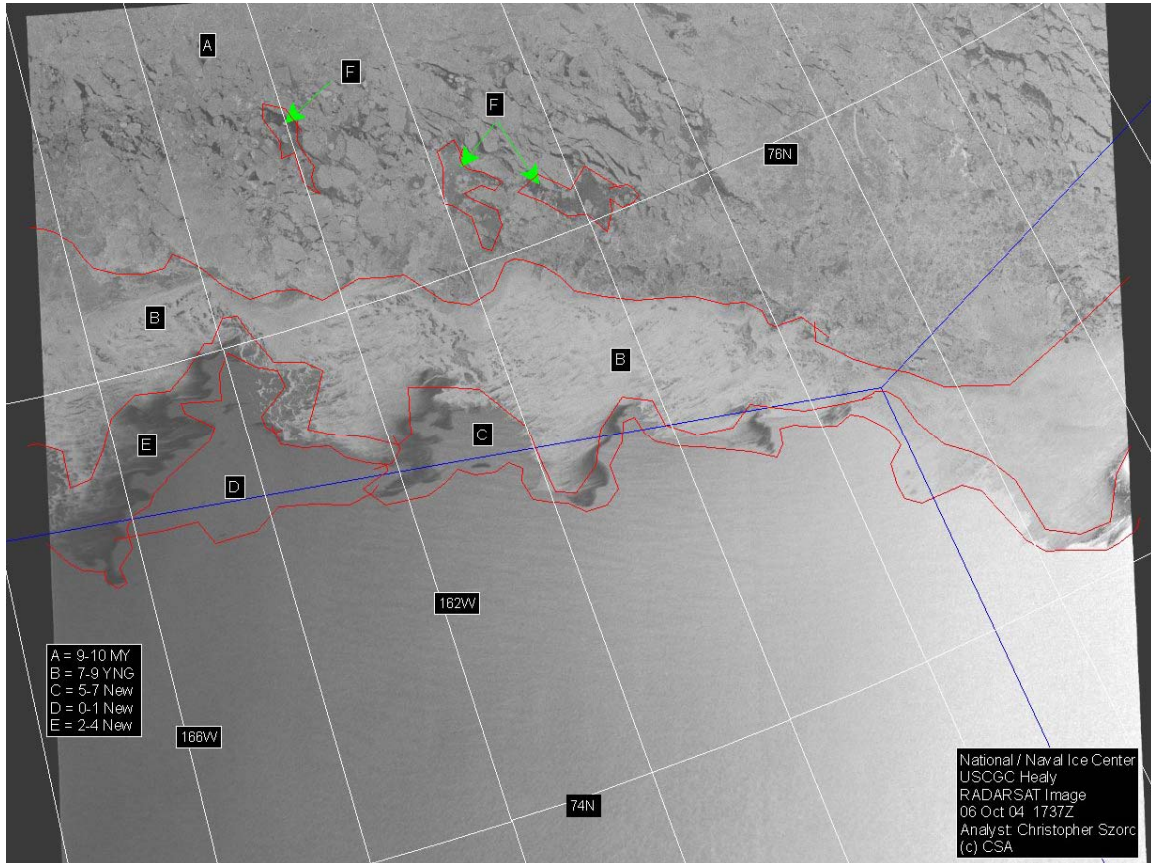 A
F
F
76N
B
B
E
C
D
162W
A = 9-10 MY
B = 7-9 YNG
C = 5-7 New
D = 0-1 New
E = 2-4 New
166W
74N
National / Naval Ice Center
USCGC Healy
RADARSAT Image
06 Oct 04 1737Z
Analyst: Christopher Szorc
(c) CSA